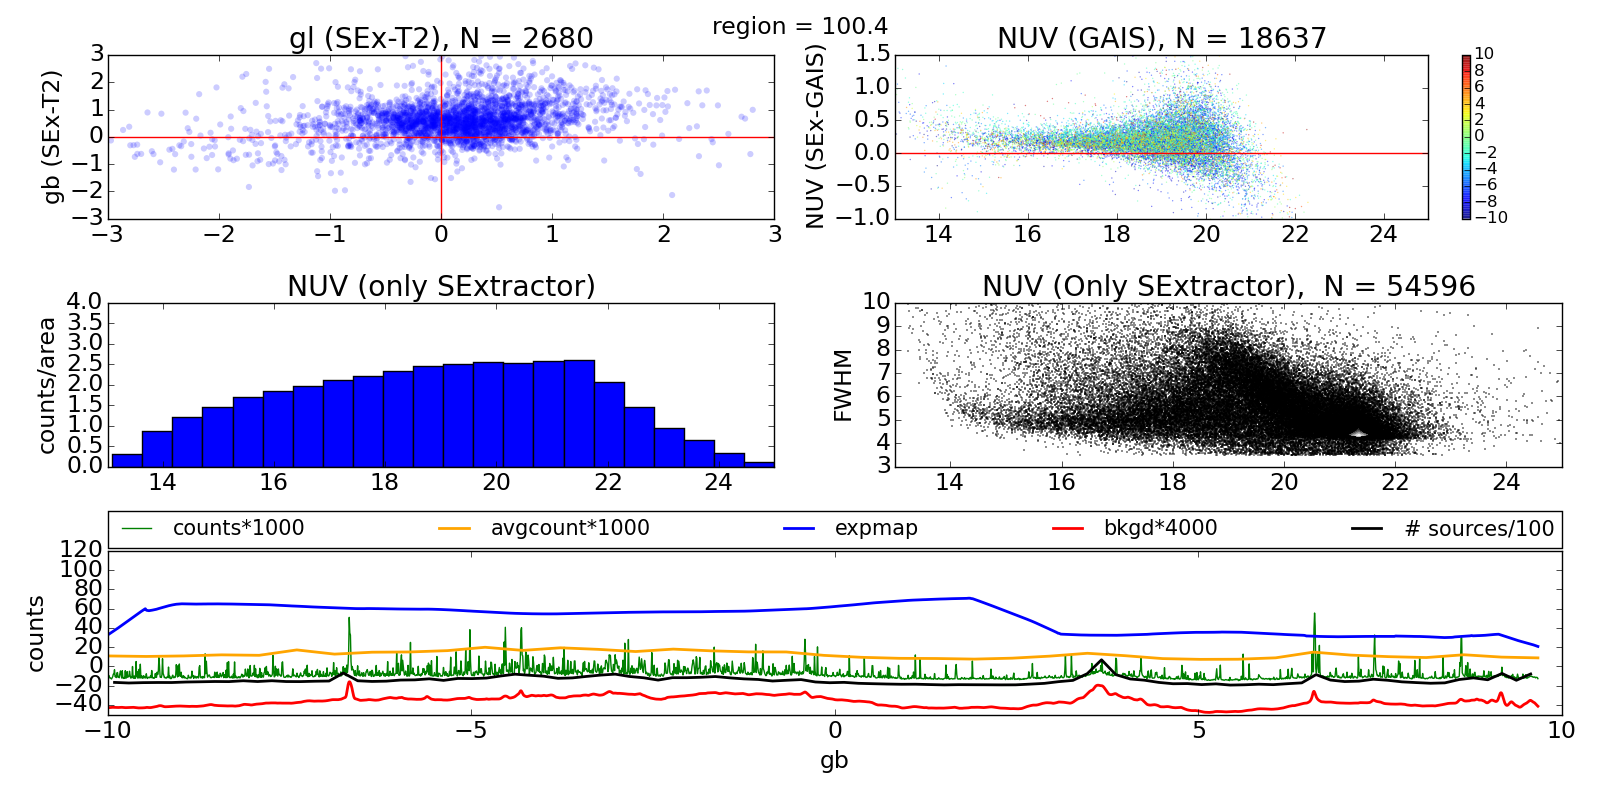 region = 100.4
gl (SEx-T2), N = 2680
gb (SEx-T2)
3
2
1
0
−1
−2
−3
−3 −2 −1 0 1 2 3
NUV (GAIS), N = 18637
NUV (SEx-GAIS)
1.5
1.0
0.5
0.0
−0.5
−1.0
14 16 18 20 22 24
10
8
6
4
2
0
−2
−4
−6
−8
−10
NUV (only SExtractor)
counts/area
4.0
3.5
3.0
2.5
2.0
1.5
1.0
0.5
0.0
14 16 18 20 22 24
NUV (Only SExtractor), N = 54596
FWHM
10
9
8
7
6
5
4
3
14 16 18 20 22 24
counts*1000 avgcount*1000 expmap bkgd*4000 # sources/100
counts
120
100
80
60
40
20
0
−20
−40
−10 −5 0 5 10
gb